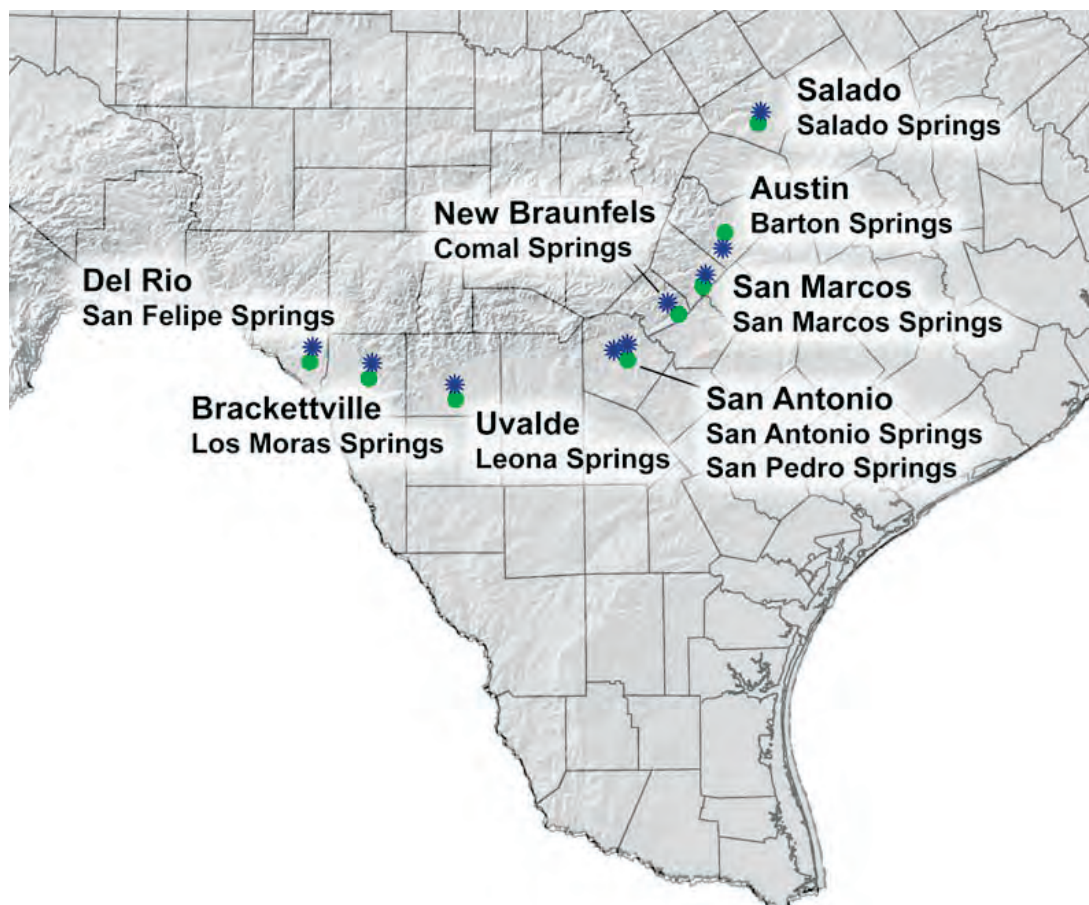 Salado
Salado Springs
Austin
Barton Springs
New Braunfels
Comal Springs
San Marcos
San Marcos Springs
Del Rio
San Felipe Springs
Brackettville
Los Moras Springs
Uvalde
Leona Springs
San Antonio
San Antonio Springs
San Pedro Springs